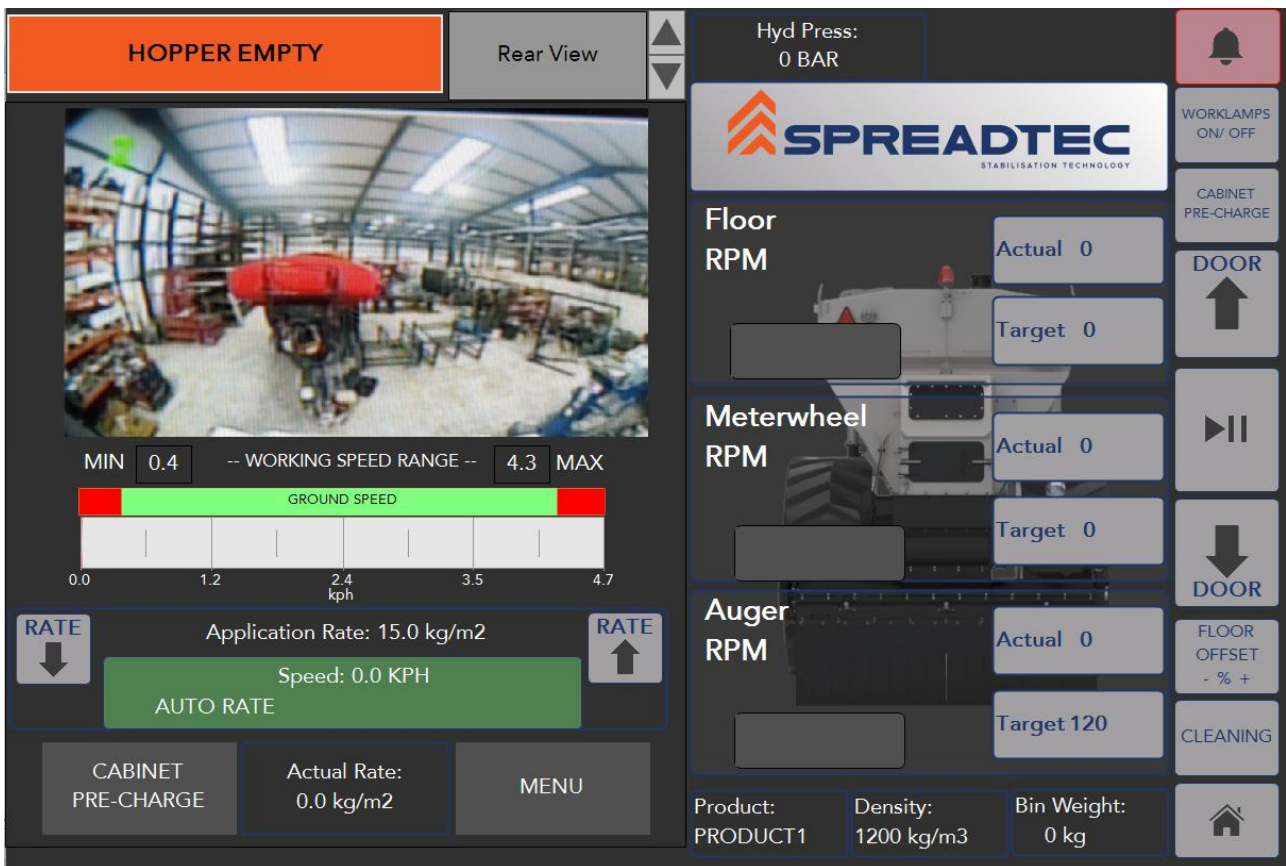 HOPPER EMPTY
Rear View
MIN 0.4 -- WORKING SPEED RANGE -- 4.3 MAX
GROUND SPEED
0.0 1.2 2.4 3.5 4.7
kph
RATE
Application Rate: 15.0 kg/m2
RATE
Speed: 0.0 KPH
AUTO RATE
CABINET
PRE-CHARGE
Actual Rate:
0.0 kg/m2
MENU
Hyd Press:
0 BAR
SPREADTEC
STABILISATION TECHNOLOGY
Floor
RPM
Actual 0
Target 0
Meterwheel
RPM
Actual 0
Target 0
Auger
RPM
Actual 0
Target 120
Product:
PRODUCT1
Density:
1200 kg/m3
Bin Weight:
0 kg
WORKLAMPS
ON/ OFF
CABINET
PRE-CHARGE
DOOR
DOOR
FLOOR
OFFSET
- % +
CLEANING